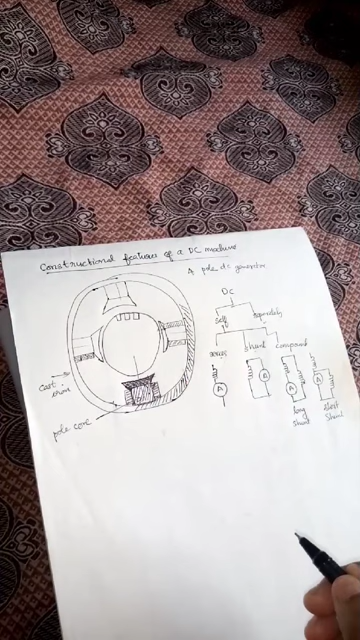 Constructional features of a DC machine
4 pole dc generator
DC
Self
Seperately
series
shunt
compound
A
A
A
A
long
shunt
short
shunt
cast
iron
pole core